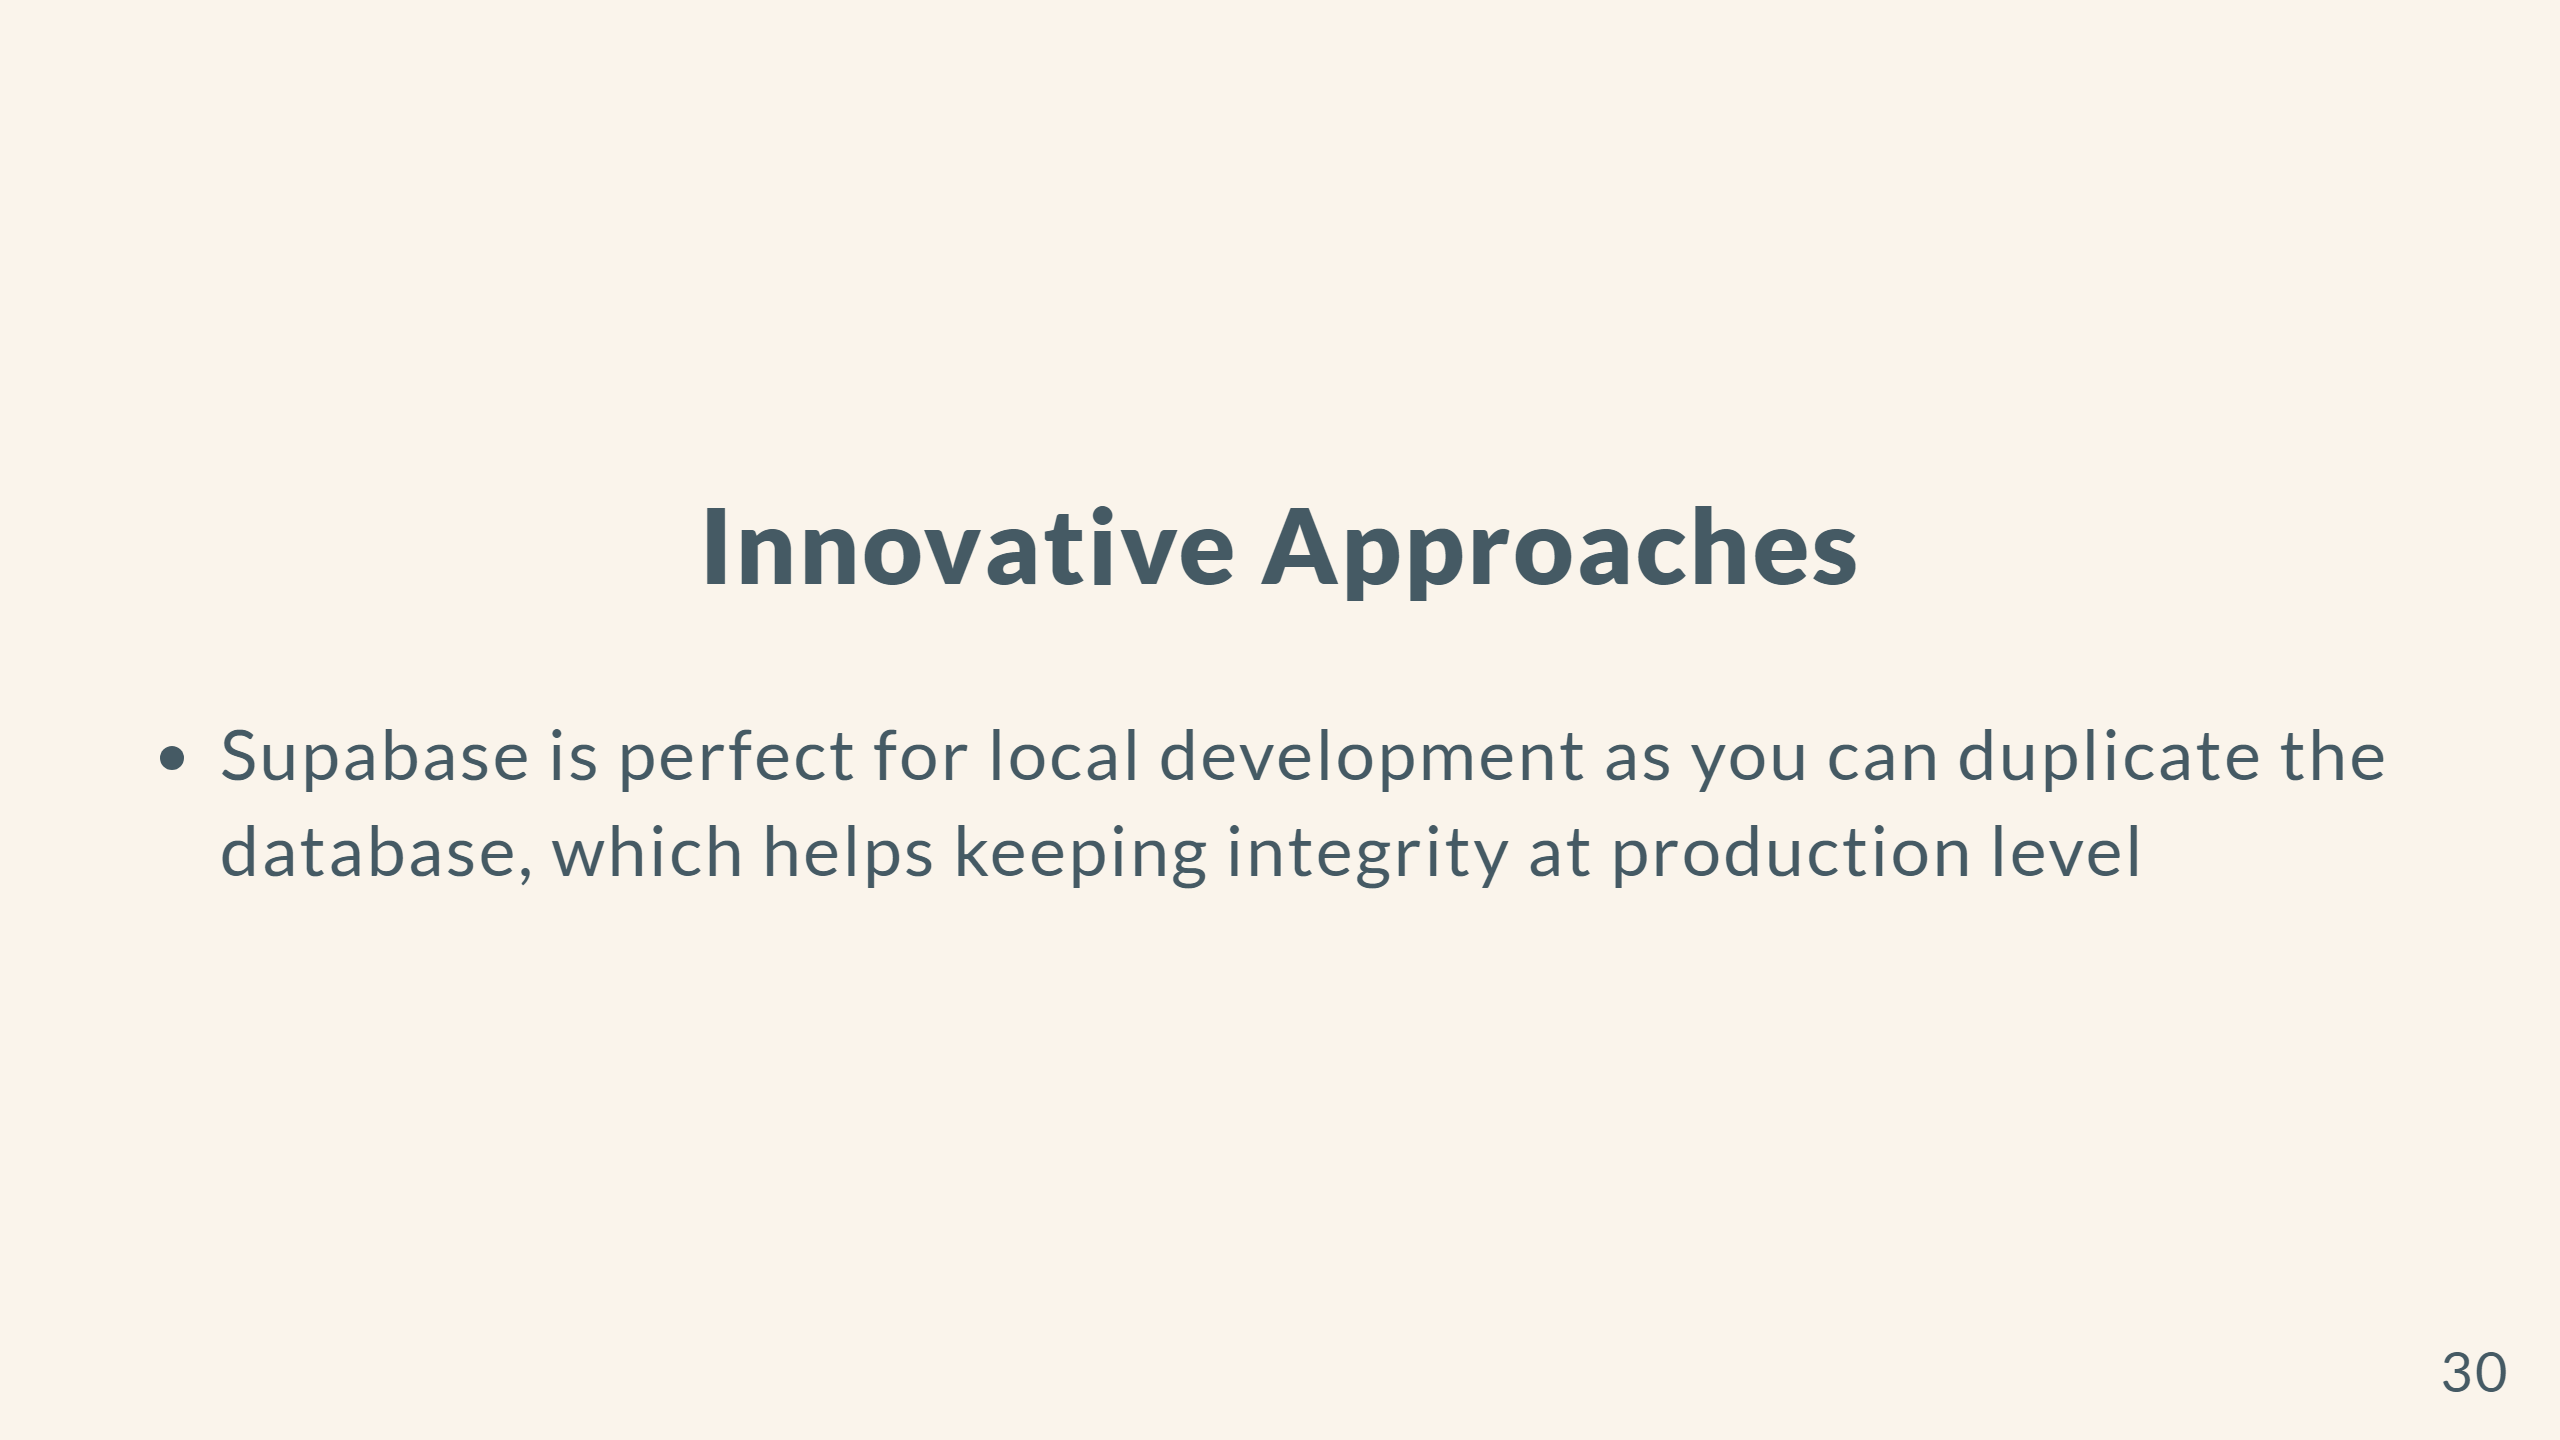 Innovative Approaches
• Supabase is perfect for local development as you can duplicate the
database, which helps keeping integrity at production level
30